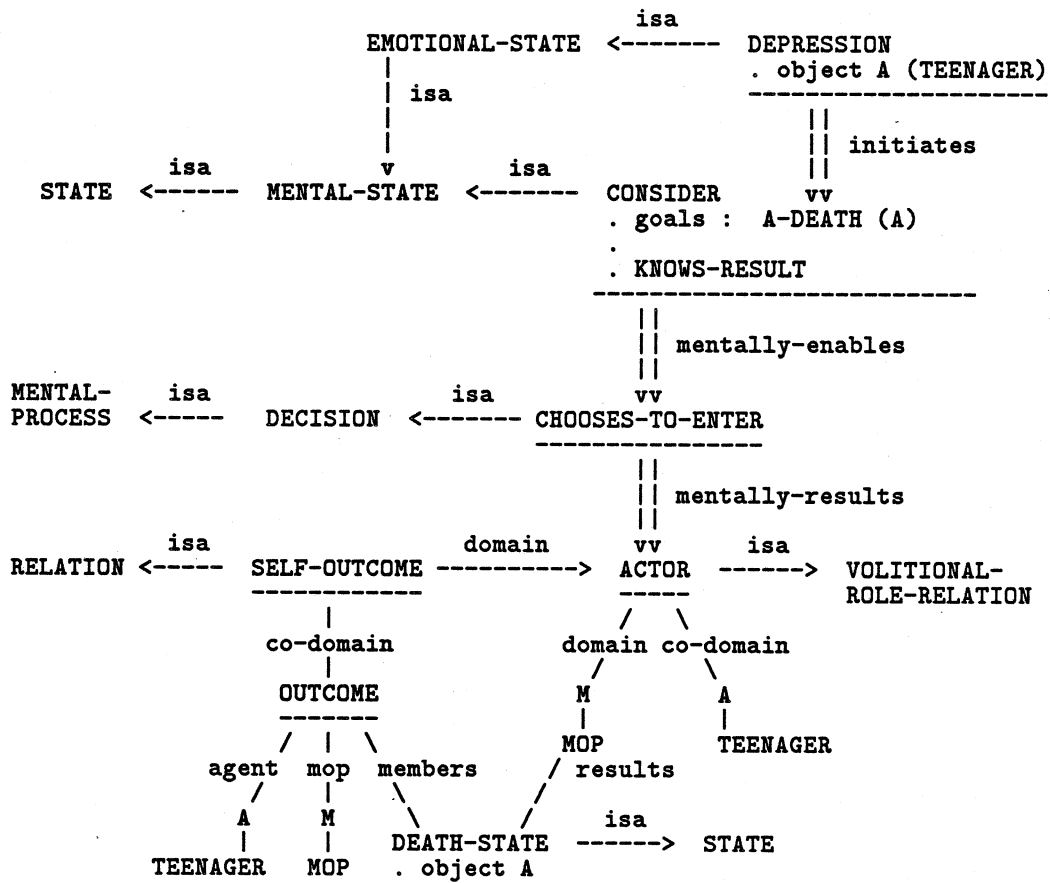 isa
EMOTIONAL-STATE <------- DEPRESSION
. object A (TEENAGER)
isa
initiates
isa isa
STATE <------- MENTAL-STATE <------- CONSIDER
. goals : A-DEATH (A)
.
. KNOWS-RESULT
mentally-enables
MENTAL- isa isa
PROCESS <------ DECISION <------- CHOOSES-TO-ENTER
mentally-results
isa domain isa
RELATION <------ SELF-OUTCOME -----------> ACTOR ------> VOLITIONAL-
ROLE-RELATION
co-domain domain co-domain
OUTCOME M A
MOP TEENAGER
agent mop members results
A M isa
DEATH-STATE ------> STATE
TEENAGER MOP . object A